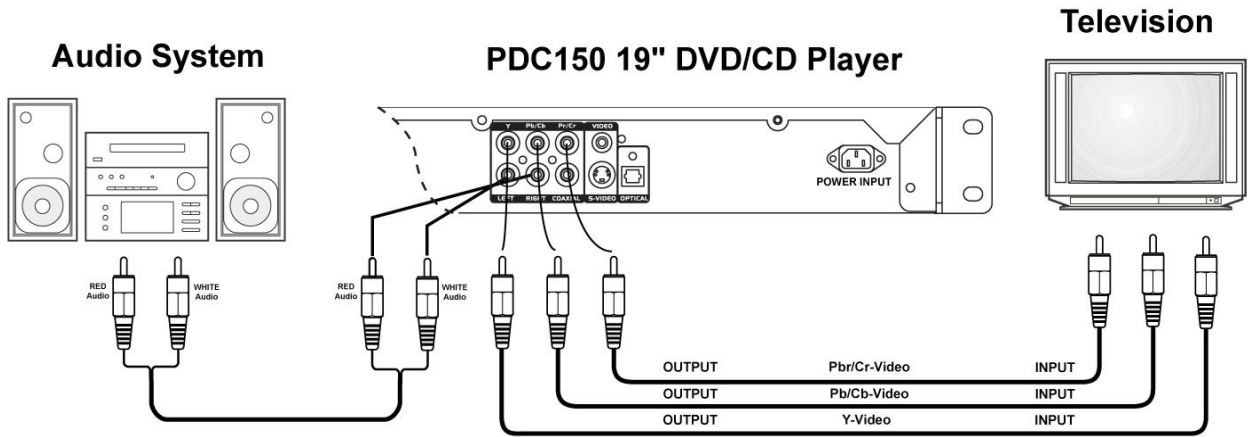 Television
Audio System
PDC150 19" DVD/CD Player
Y Pb/Cb Pr/Cr VIDEO
POWER INPUT
LEFT RIGHT COAXIAL S-VIDEO OPTICAL
RED
Audio
WHITE
Audio
RED
Audio
WHITE
Audio
OUTPUT Pbr/Cr-Video INPUT
OUTPUT Pb/Cb-Video INPUT
OUTPUT Y-Video INPUT